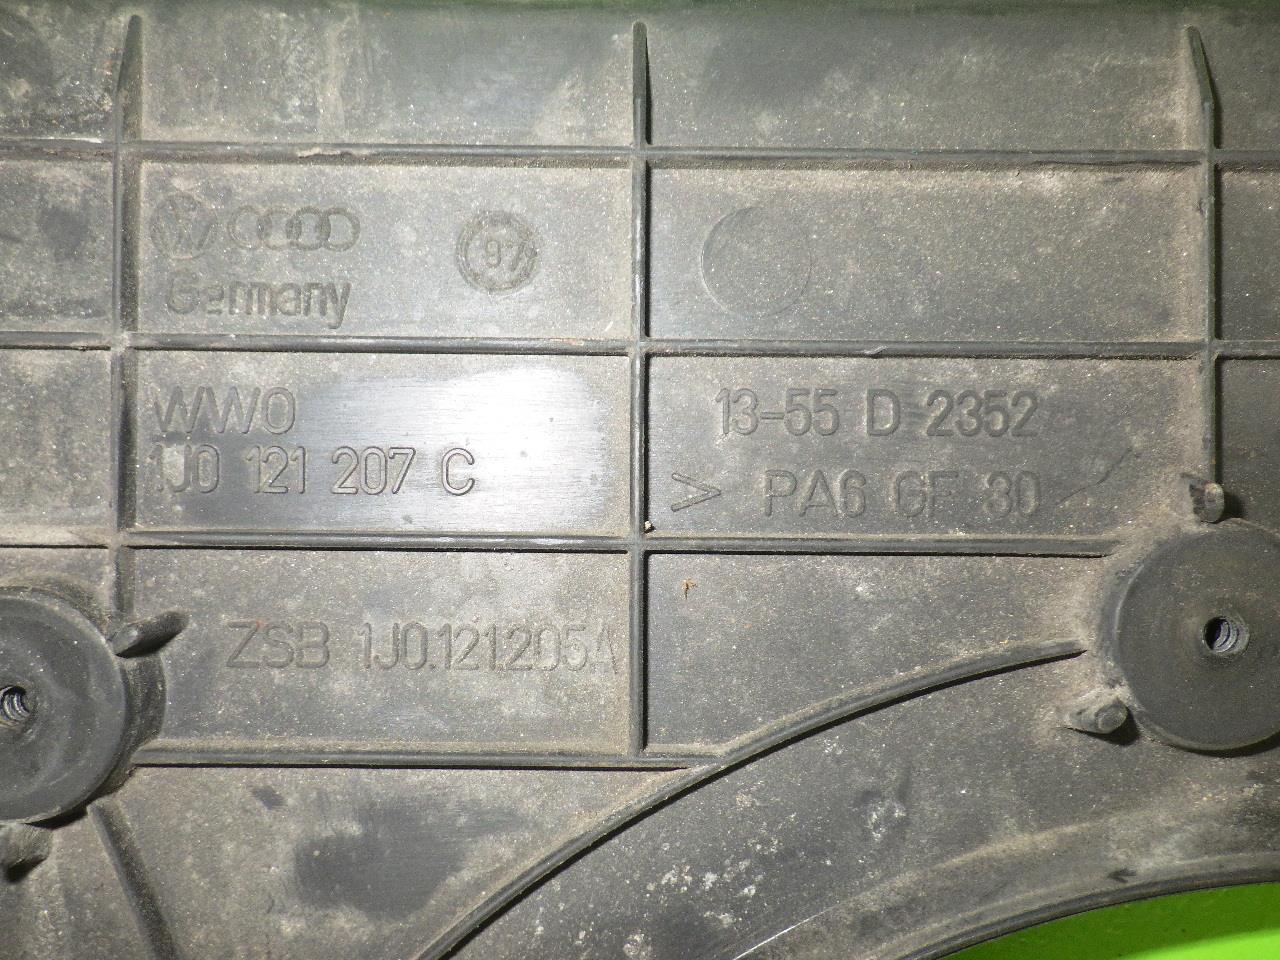 Germany
97
WWO
1J0 121 207 C
13-55 D 2352
> PA6 GF 30
ZSB 1J0.121.205A